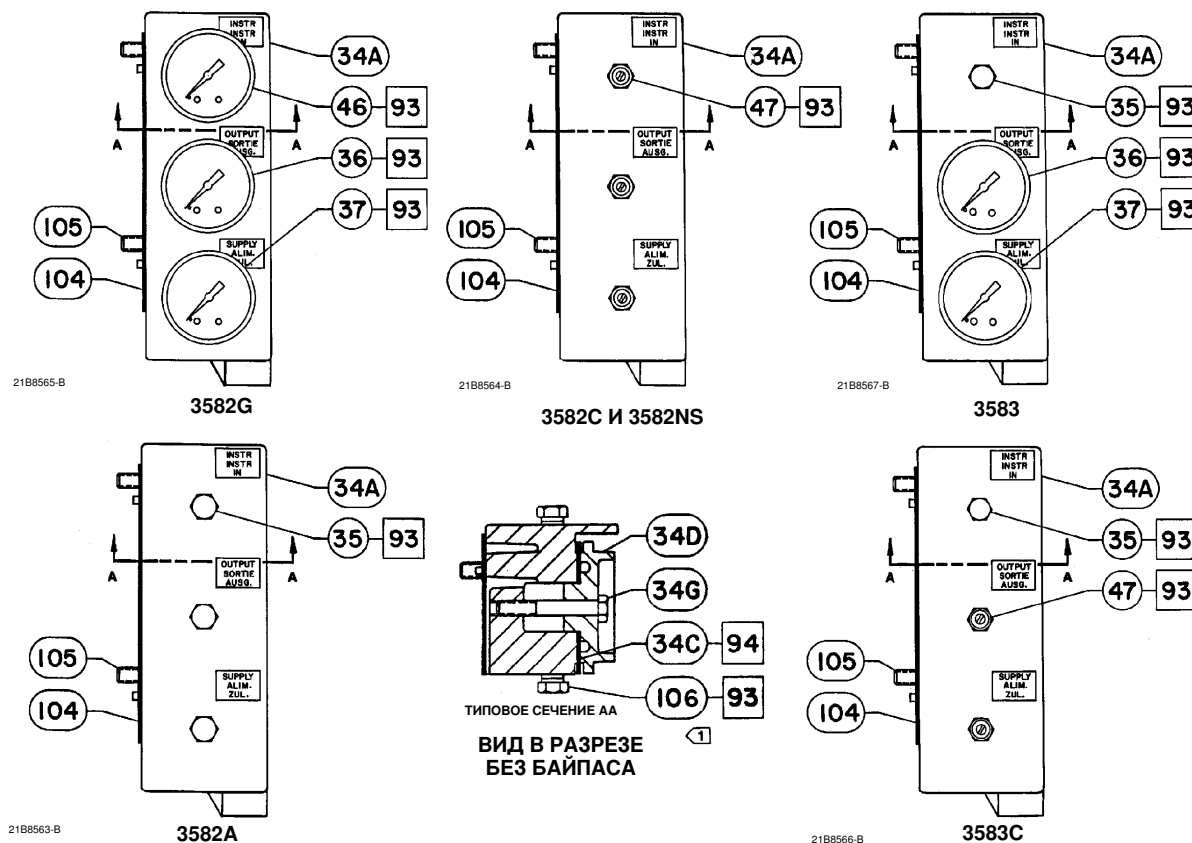 INSTR
INSTR
IN
34A
46 93
OUTPUT
SORTIE
AUSG.
A A
36 93
37 93
105
SUPPLY
ALIM.
ZUL.
104
21B8565-B
3582G
INSTR
INSTR
IN
34A
47 93
OUTPUT
SORTIE
AUSG.
A A
105
SUPPLY
ALIM.
ZUL.
104
21B8564-B
3582C И 3582NS
INSTR
INSTR
IN
34A
35 93
OUTPUT
SORTIE
AUSG.
A A
36 93
37 93
105
SUPPLY
ALIM.
ZUL.
104
21B8567-B
3583
INSTR
INSTR
IN
34A
35 93
A A
OUTPUT
SORTIE
AUSG.
105
SUPPLY
ALIM.
ZUL.
104
21B8563-B
3582A
34D
34G
34C 94
106 93
ТИПОВОЕ СЕЧЕНИЕ АА
1
ВИД В РАЗРЕЗЕ
БЕЗ БАЙПАСА
INSTR
INSTR
IN
34A
35 93
A A
OUTPUT
SORTIE
AUSG.
47 93
105
SUPPLY
ALIM.
ZUL.
104
21B8566-B
3583C